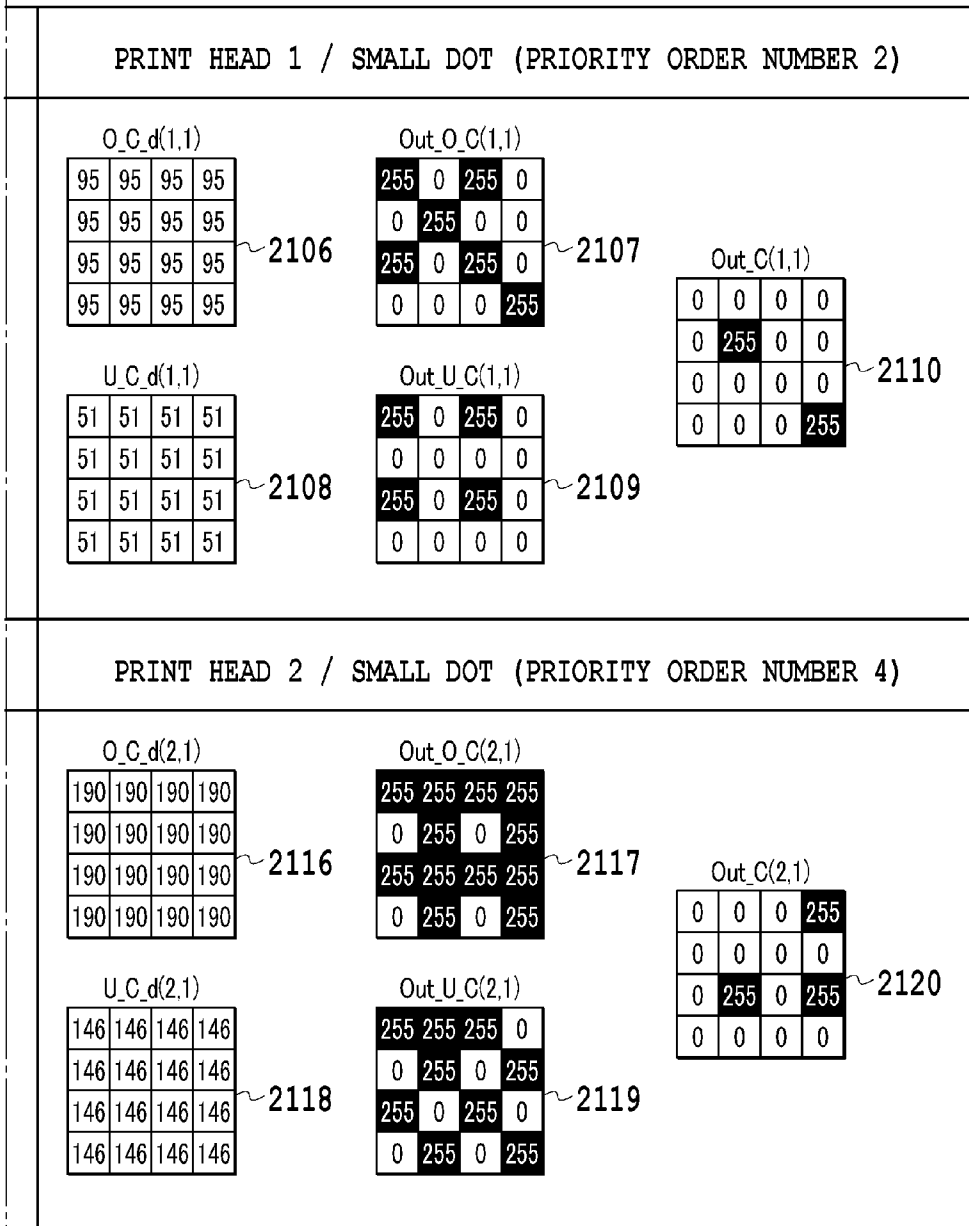 PRINT HEAD 1 / SMALL DOT (PRIORITY ORDER NUMBER 2)
O_C_d(1,1)
95 95 95 95
95 95 95 95
95 95 95 95
95 95 95 95
2106
Out_O_C(1,1)
255 0 255 0
0 255 0 0
255 0 255 0
0 0 0 255
2107
U_C_d(1,1)
51 51 51 51
51 51 51 51
51 51 51 51
51 51 51 51
2108
Out_U_C(1,1)
255 0 255 0
0 0 0 0
255 0 255 0
0 0 0 0
2109
Out_C(1,1)
0 0 0 0
0 255 0 0
0 0 0 0
0 0 0 255
2110
PRINT HEAD 2 / SMALL DOT (PRIORITY ORDER NUMBER 4)
O_C_d(2,1)
190 190 190 190
190 190 190 190
190 190 190 190
190 190 190 190
2116
Out_O_C(2,1)
255 255 255 255
0 255 0 255
255 255 255 255
0 255 0 255
2117
U_C_d(2,1)
146 146 146 146
146 146 146 146
146 146 146 146
146 146 146 146
2118
Out_U_C(2,1)
255 255 255 0
0 255 0 255
255 0 255 0
0 255 0 255
2119
Out_C(2,1)
0 0 0 255
0 0 0 0
0 255 0 255
0 0 0 0
2120